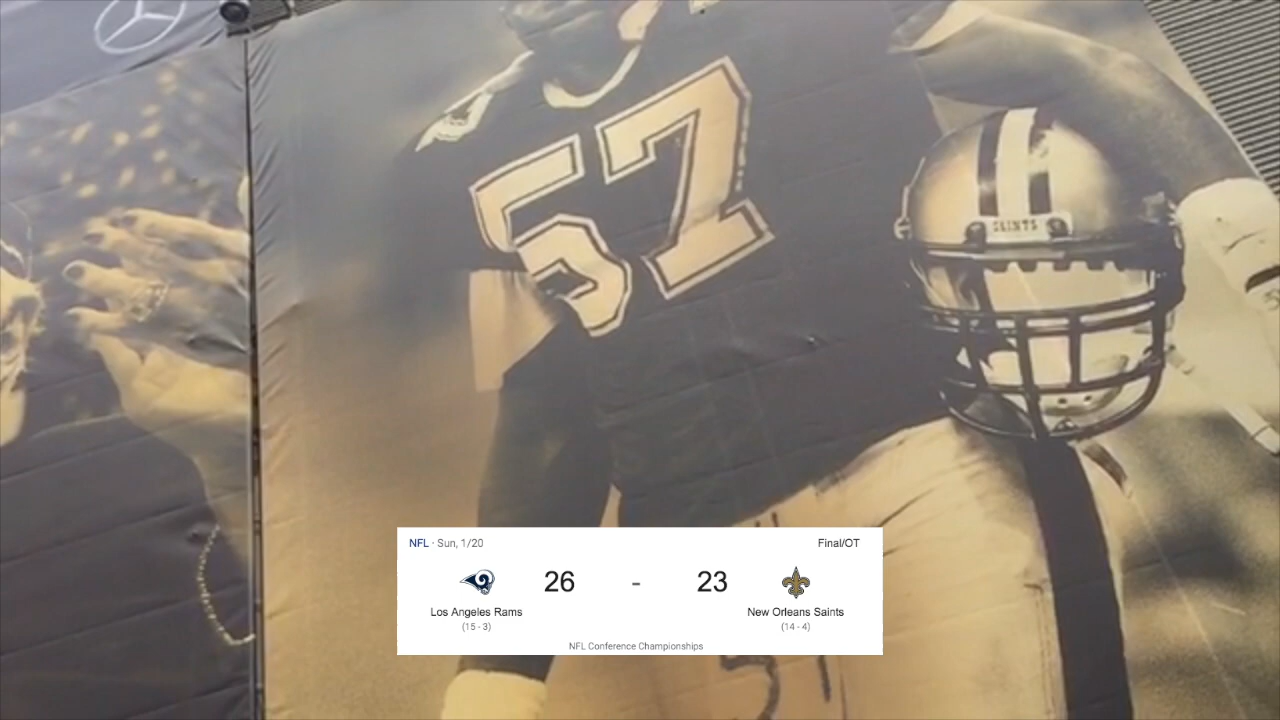 57
SAINTS
NFL · Sun, 1/20
Final/OT
26 - 23
Los Angeles Rams
New Orleans Saints
(15 - 3)
(14 - 4)
NFL Conference Championships